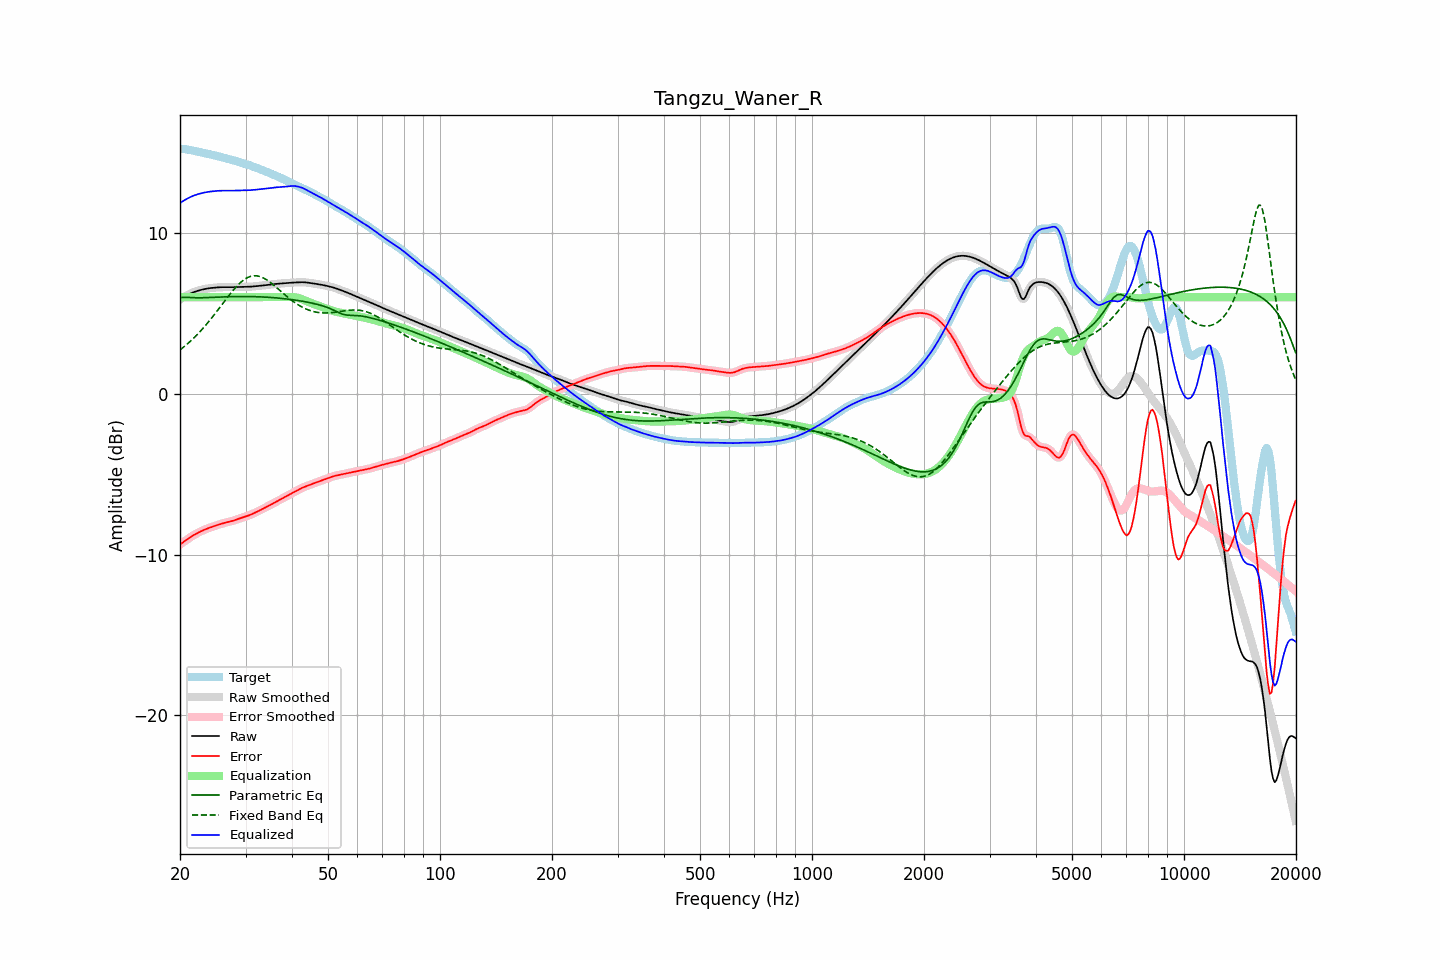 Tangzu_Waner_R
Amplitude (dBr)
10
0
−10
−20
Target
Raw Smoothed
Error Smoothed
Raw
Error
Equalization
Parametric Eq
Fixed Band Eq
Equalized
20 50 100 200 500 1000 2000 5000 10000 20000
Frequency (Hz)